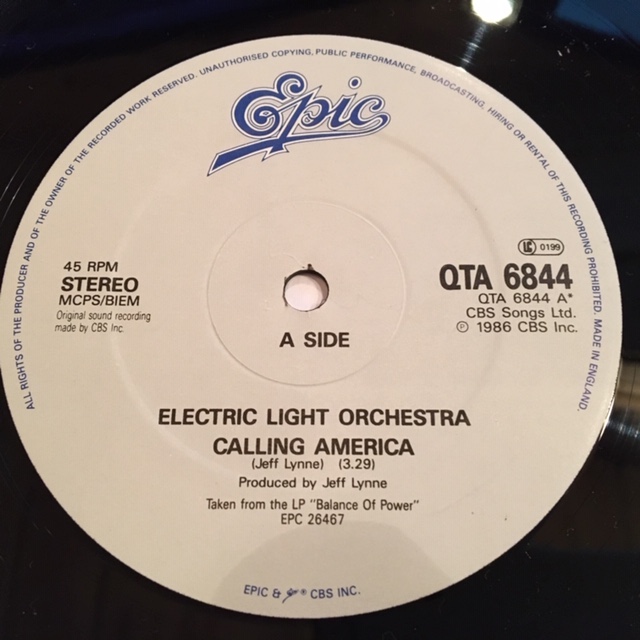 ALL RIGHTS OF THE PRODUCER AND OF THE OWNER OF THE RECORDED WORK RESERVED. UNAUTHORISED COPYING, PUBLIC PERFORMANCE, BROADCASTING, HIRING OR RENTAL OF THIS RECORDING PROHIBITED. MADE IN ENGLAND.
Epic
45 RPM
STEREO
MCPS/BIEM
Original sound recording
made by CBS Inc.
LC 0199
QTA 6844
QTA 6844 A*
CBS Songs Ltd.
℗ 1986 CBS Inc.
A SIDE
ELECTRIC LIGHT ORCHESTRA
CALLING AMERICA
(Jeff Lynne) (3.29)
Produced by Jeff Lynne
Taken from the LP "Balance Of Power"
EPC 26467
EPIC & Epic ® CBS INC.